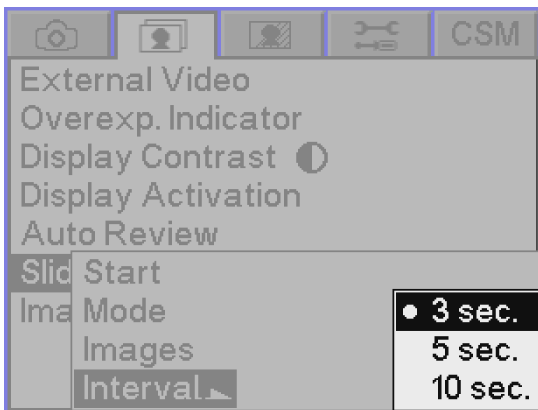 CSM
External Video
Overexp. Indicator
Display Contrast
Display Activation
Auto Review
Slid Start
Ima Mode
3 sec.
Images
5 sec.
Interval
10 sec.